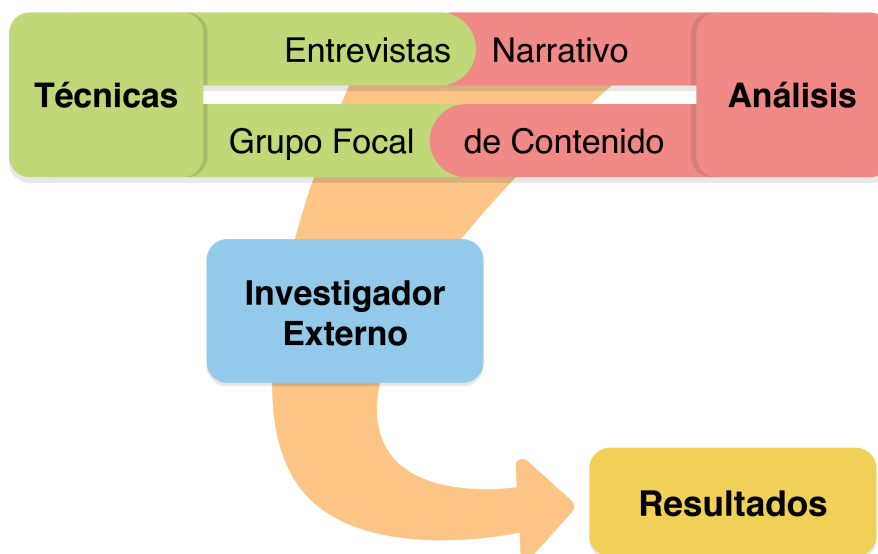 Técnicas
Entrevistas
Narrativo
Análisis
Grupo Focal
de Contenido
Investigador
Externo
Resultados